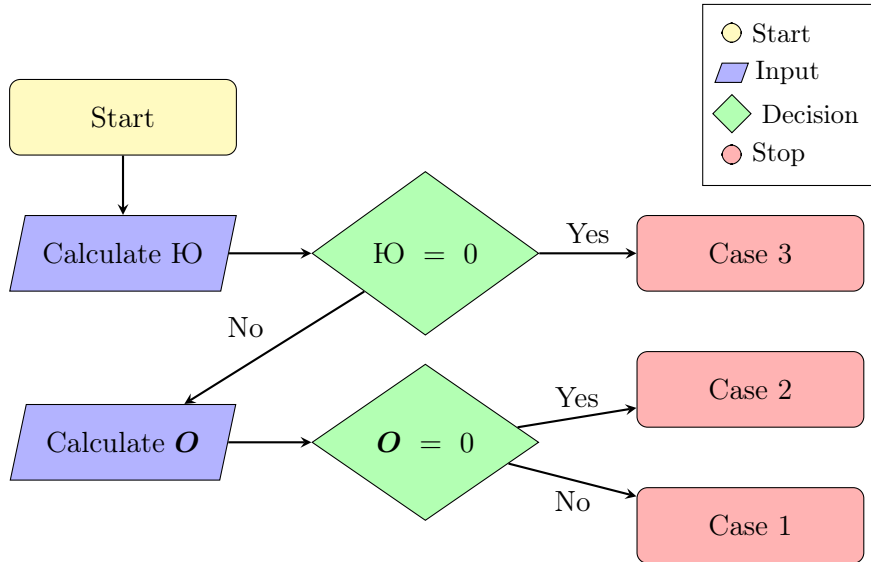 Start
Input
Decision
Stop
Start
Calculate Ю
Ю = 0
Yes
Case 3
No
Calculate O
O = 0
Yes
Case 2
No
Case 1